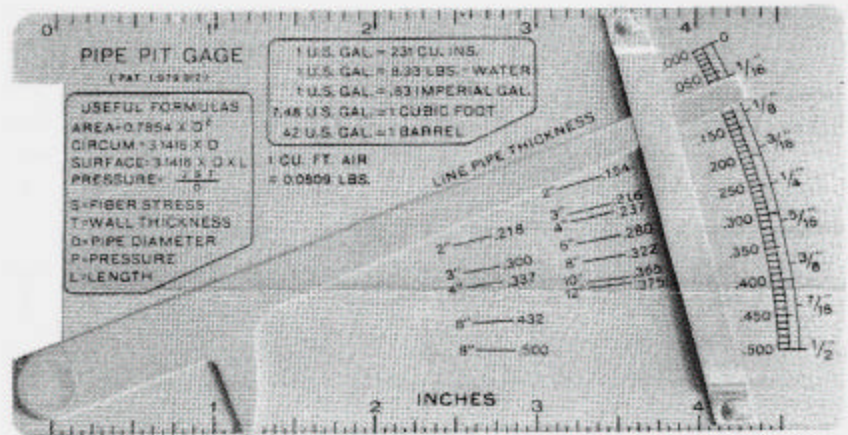 0 1 2 3 4
PIPE PIT GAGE
( PAT. 1,979,912 )
1 U.S. GAL.= 231 CU. INS.
1 U.S. GAL.= 8.33 LBS.- WATER
1 U.S. GAL.= .83 IMPERIAL GAL.
7.48 U.S. GAL.= 1 CUBIC FOOT
42 U.S. GAL.= 1 BARREL
USEFUL FORMULAS
AREA=0.7854 X D²
CIRCUM.=3.1416 X D
SURFACE=3.1416 X D X L
PRESSURE= 2 S T / D
S=FIBER STRESS
T=WALL THICKNESS
D=PIPE DIAMETER
P=PRESSURE
L=LENGTH
1 CU. FT. AIR
= 0.0809 LBS.
LINE PIPE THICKNESS
2" .154
3" .216
4" .237
6" .280
8" .322
10" .365
12" .375
2" .218
3" .300
4" .337
6" .432
8" .500
.000 0
.050 1/16"
1/8"
.150 3/16"
.200
.250 1/4"
.300 5/16"
.350 3/8"
.400
.450 7/16"
.500 1/2"
INCHES
1 2 3 4